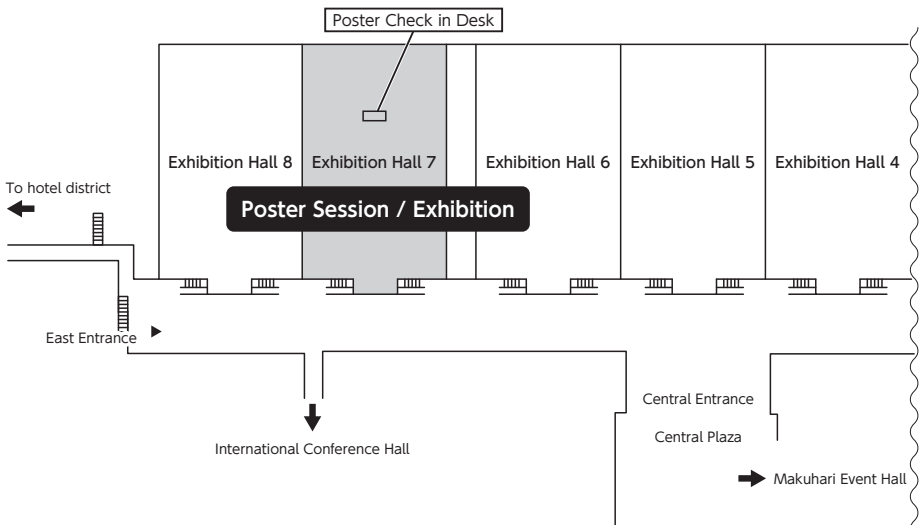 Poster Check in Desk
Exhibition Hall 8
Exhibition Hall 7
Exhibition Hall 6
Exhibition Hall 5
Exhibition Hall 4
To hotel district
Poster Session / Exhibition
East Entrance
International Conference Hall
Central Entrance
Central Plaza
Makuhari Event Hall